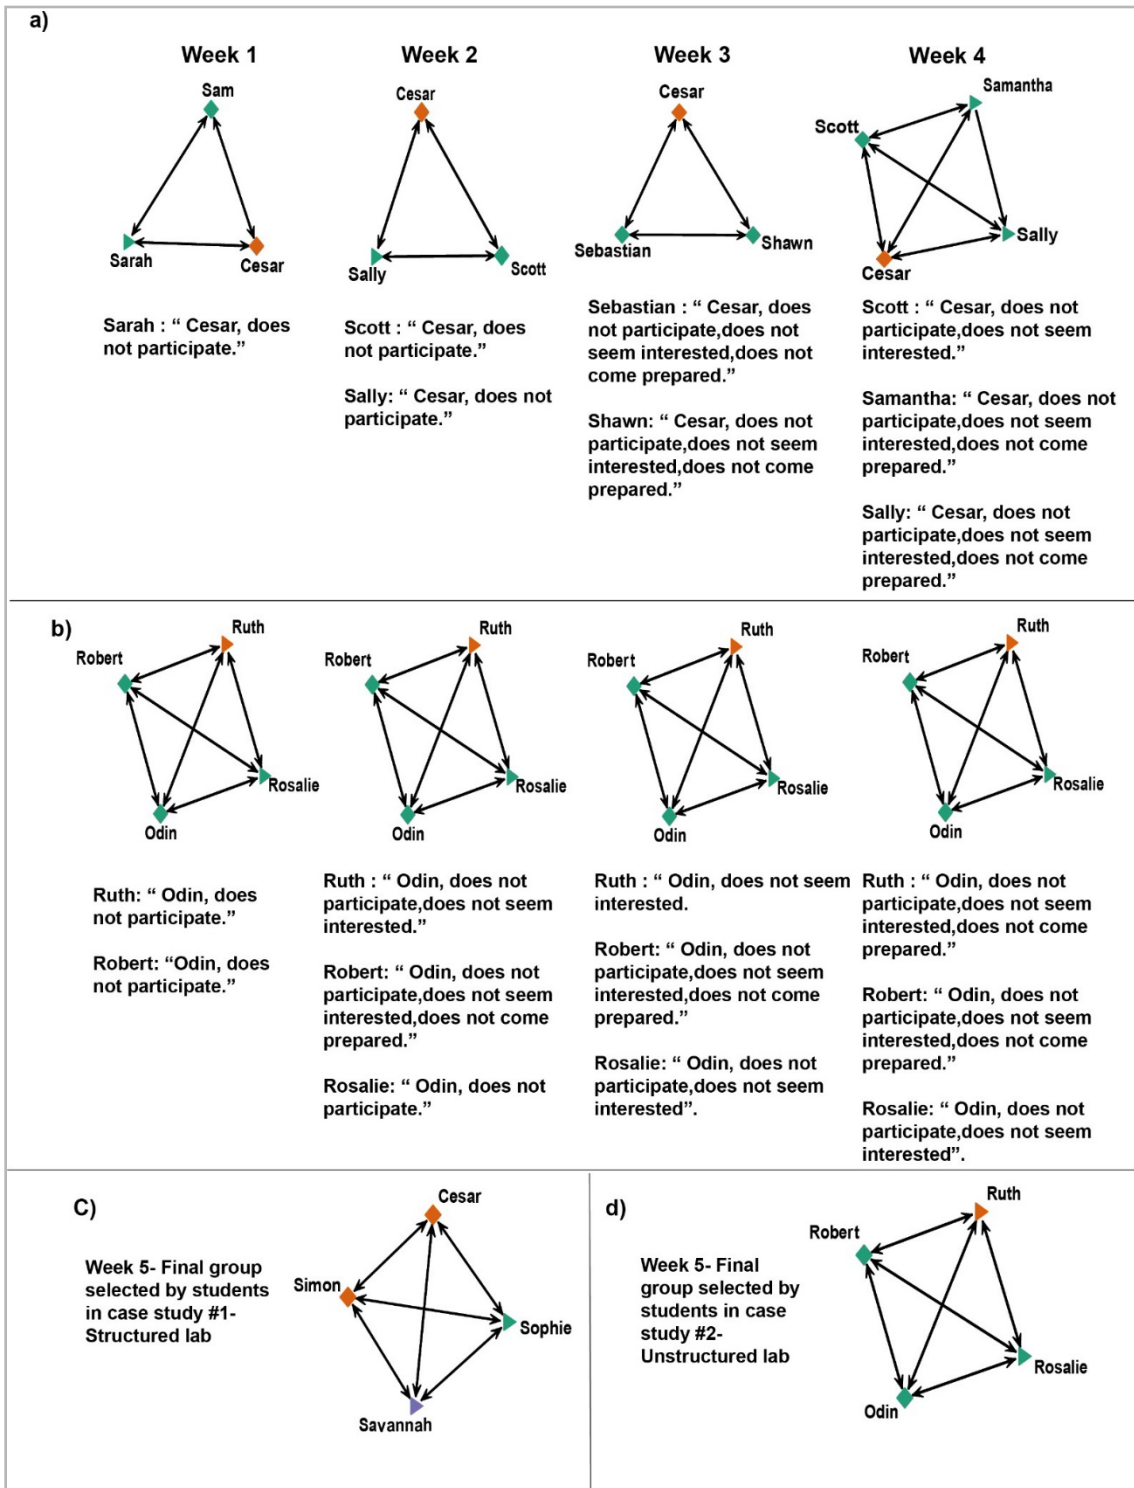 a)
Week 1
Week 2
Week 3
Week 4
Sam
Sarah
Cesar
Cesar
Sally
Scott
Cesar
Sebastian
Shawn
Samantha
Scott
Sally
Cesar
Sarah : “ Cesar, does
not participate.”
Scott : “ Cesar, does
not participate.”
Sally: “ Cesar, does not
participate.”
Sebastian : “ Cesar, does
not participate,does not
seem interested,does not
come prepared.”
Shawn: “ Cesar, does not
participate,does not seem
interested,does not come
prepared.”
Scott : “ Cesar, does not
participate,does not seem
interested.”
Samantha: “ Cesar, does not
participate,does not seem
interested,does not come
prepared.”
Sally: “ Cesar, does not
participate,does not seem
interested,does not come
prepared.”
b)
Ruth
Robert
Rosalie
Odin
Ruth
Robert
Rosalie
Odin
Ruth
Robert
Rosalie
Odin
Ruth
Robert
Rosalie
Odin
Ruth: “ Odin, does
not participate.”
Robert: “Odin, does
not participate.”
Ruth : “ Odin, does not
participate,does not seem
interested.”
Robert: “ Odin, does not
participate,does not seem
interested,does not come
prepared.”
Rosalie: “ Odin, does not
participate.”
Ruth : “ Odin, does not seem
interested.
Robert: “ Odin, does not
participate,does not seem
interested,does not come
prepared.”
Rosalie: “ Odin, does not
participate,does not seem
interested”.
Ruth : “ Odin, does not
participate,does not seem
interested,does not come
prepared.”
Robert: “ Odin, does not
participate,does not seem
interested,does not come
prepared.”
Rosalie: “ Odin, does not
participate,does not seem
interested”.
C)
Week 5- Final group
selected by students
in case study #1-
Structured lab
Cesar
Simon
Sophie
Savannah
d)
Week 5- Final
group selected by
students in case
study #2-
Unstructured lab
Ruth
Robert
Rosalie
Odin